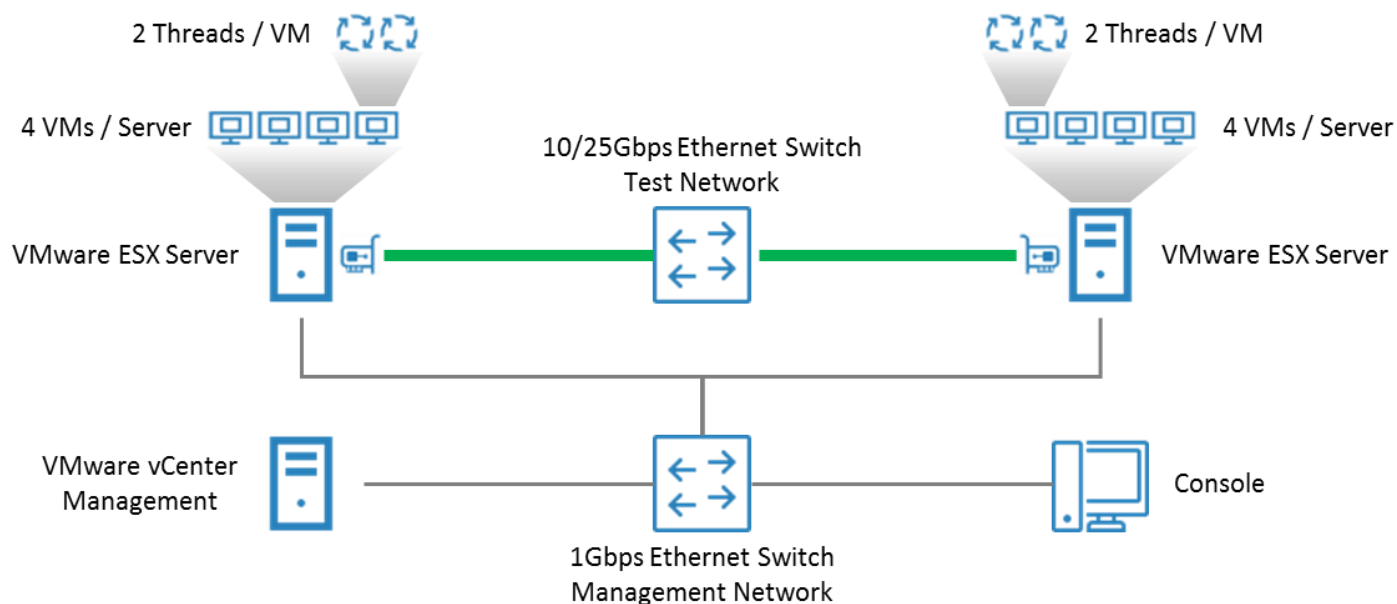 2 Threads / VM
2 Threads / VM
4 VMs / Server
4 VMs / Server
10/25Gbps Ethernet Switch
Test Network
VMware ESX Server
VMware ESX Server
VMware vCenter
Management
Console
1Gbps Ethernet Switch
Management Network